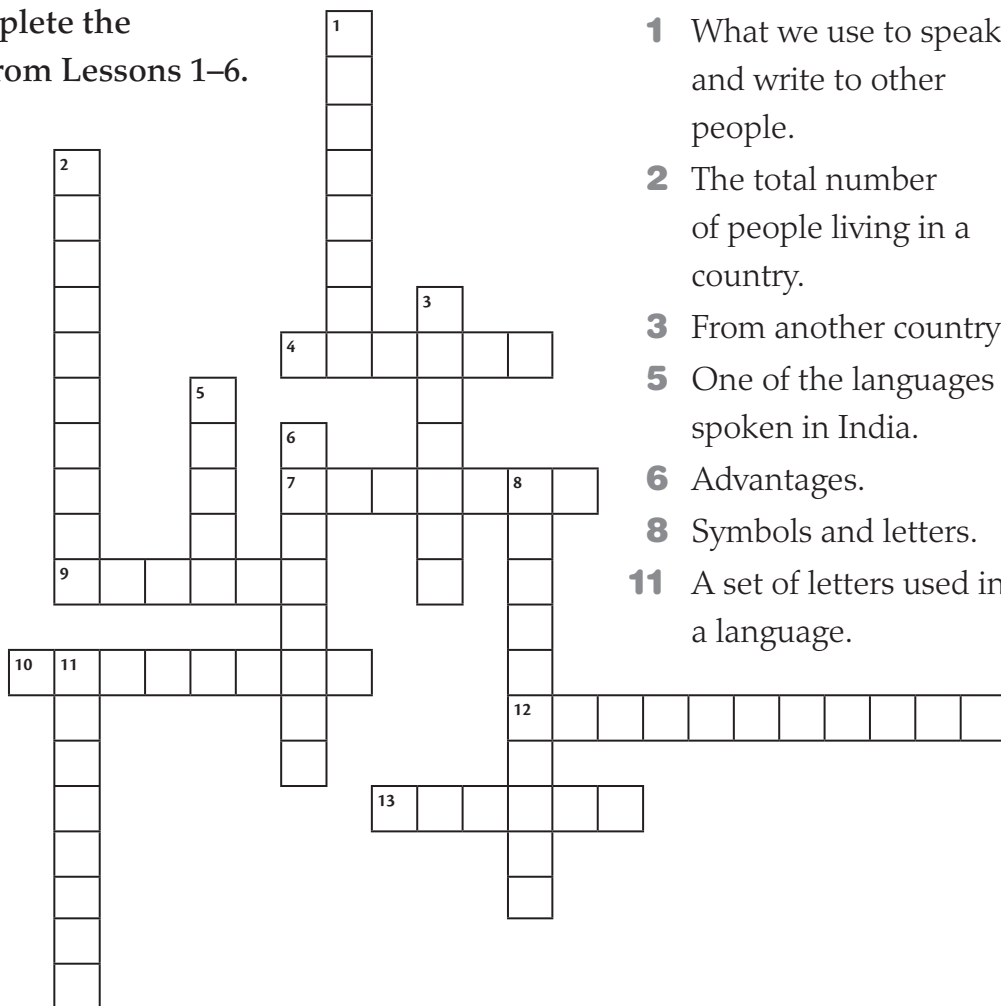 plete the
rom Lessons 1–6.
1
2
3
4
5
6
7
8
9
10
11
12
13
1 What we use to speak
and write to other
people.
2 The total number
of people living in a
country.
3 From another country
5 One of the languages
spoken in India.
6 Advantages.
8 Symbols and letters.
11 A set of letters used in
a language.